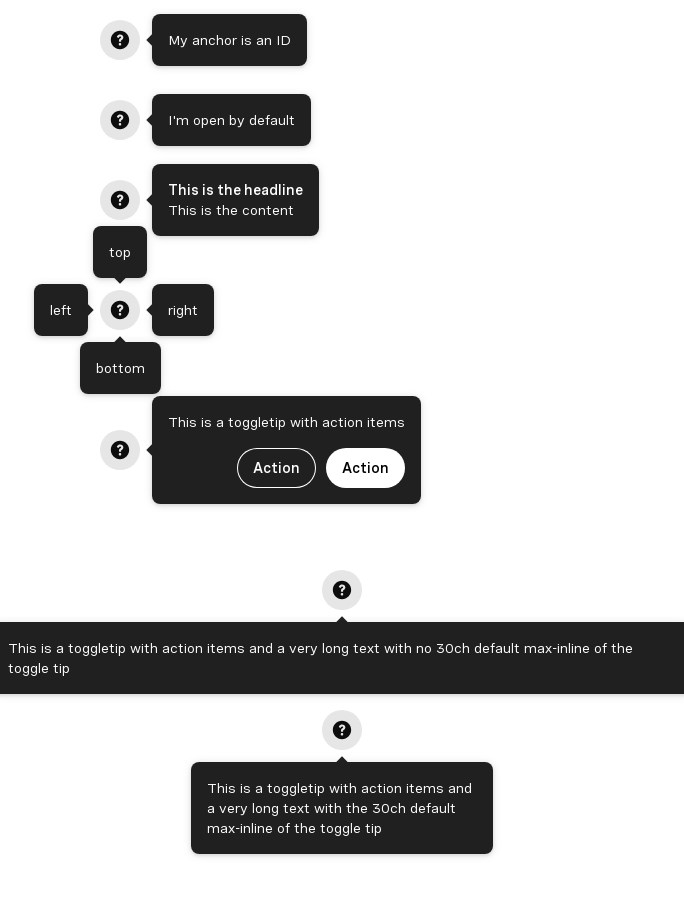 My anchor is an ID
I'm open by default
This is the headline
This is the content
top
left
right
bottom
This is a toggletip with action items
Action
Action
This is a toggletip with action items and a very long text with no 30ch default max-inline of the
toggle tip
This is a toggletip with action items and
a very long text with the 30ch default
max-inline of the toggle tip